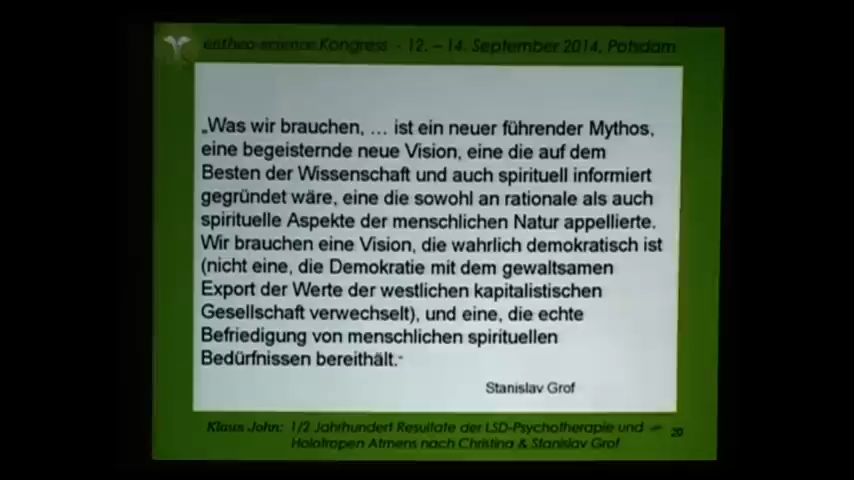 entheo-science Kongress - 12. – 14. September 2014, Potsdam
„Was wir brauchen, ... ist ein neuer führender Mythos,
eine begeisternde neue Vision, eine die auf dem
Besten der Wissenschaft und auch spirituell informiert
gegründet wäre, eine die sowohl an rationale als auch
spirituelle Aspekte der menschlichen Natur appellierte.
Wir brauchen eine Vision, die wahrlich demokratisch ist
(nicht eine, die Demokratie mit dem gewaltsamen
Export der Werte der westlichen kapitalistischen
Gesellschaft verwechselt), und eine, die echte
Befriedigung von menschlichen spirituellen
Bedürfnissen bereithält.“
Stanislav Grof
Klaus John: 1/2 Jahrhundert Resultate der LSD-Psychotherapie und
Holotropen Atmens nach Christina & Stanislav Grof
20